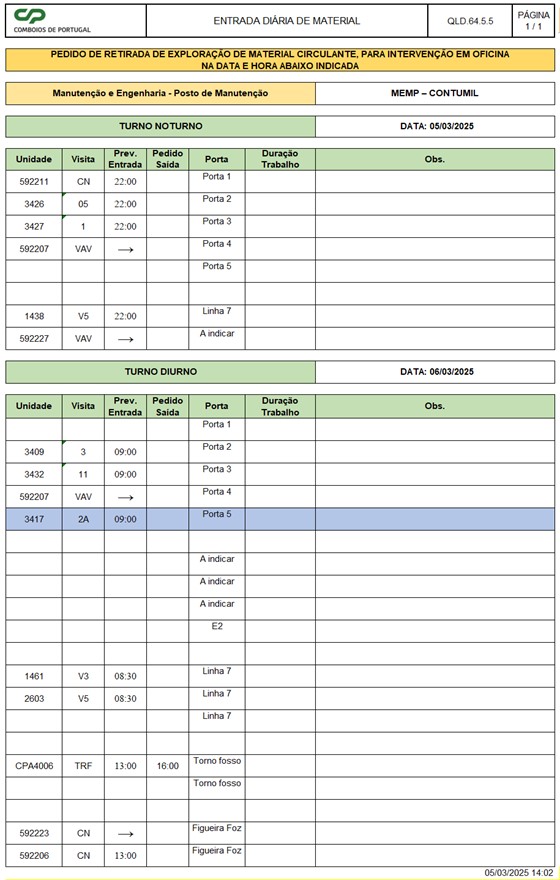 CP
COMBOIOS DE PORTUGAL
ENTRADA DIÁRIA DE MATERIAL
QLD.64.5.5
PÁGINA
1 / 1
PEDIDO DE RETIRADA DE EXPLORAÇÃO DE MATERIAL CIRCULANTE, PARA INTERVENÇÃO EM OFICINA
NA DATA E HORA ABAIXO INDICADA
Manutenção e Engenharia - Posto de Manutenção MEMP – CONTUMIL
TURNO NOTURNO DATA: 05/03/2025
Unidade Visita Prev. Entrada Pedido Saída Porta Duração Trabalho Obs.
592211 CN 22:00 Porta 1
3426 05 22:00 Porta 2
3427 1 22:00 Porta 3
592207 VAV → Porta 4
Porta 5
1438 V5 22:00 Linha 7
592227 VAV → A indicar
TURNO DIURNO DATA: 06/03/2025
Unidade Visita Prev. Entrada Pedido Saída Porta Duração Trabalho Obs.
Porta 1
3409 3 09:00 Porta 2
3432 11 09:00 Porta 3
592207 VAV → Porta 4
3417 2A 09:00 Porta 5
A indicar
A indicar
A indicar
E2
1461 V3 08:30 Linha 7
2603 V5 08:30 Linha 7
Linha 7
CPA4006 TRF 13:00 16:00 Torno fosso
Torno fosso
592223 CN → Figueira Foz
592206 CN 13:00 Figueira Foz
05/03/2025 14:02